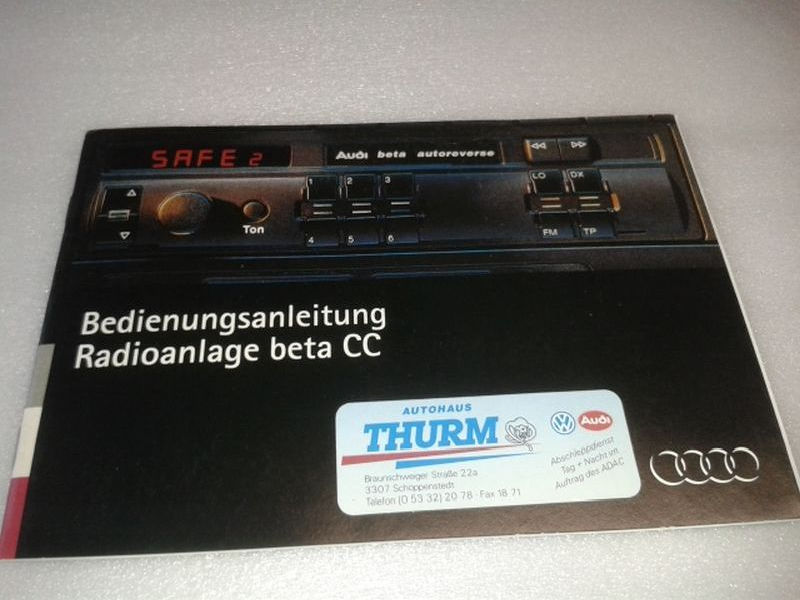 SAFE 2
Audi beta autoreverse
1 2 3
LO DX
Ton
4 5 6
FM TP
Bedienungsanleitung
Radioanlage beta CC
AUTOHAUS
THURM
Braunschweiger Straße 22a
3307 Schöppenstedt
Telefon (0 53 32) 20 78 · Fax 18 71
VW Audi
Abschleppdienst
Tag + Nacht im
Auftrag des ADAC